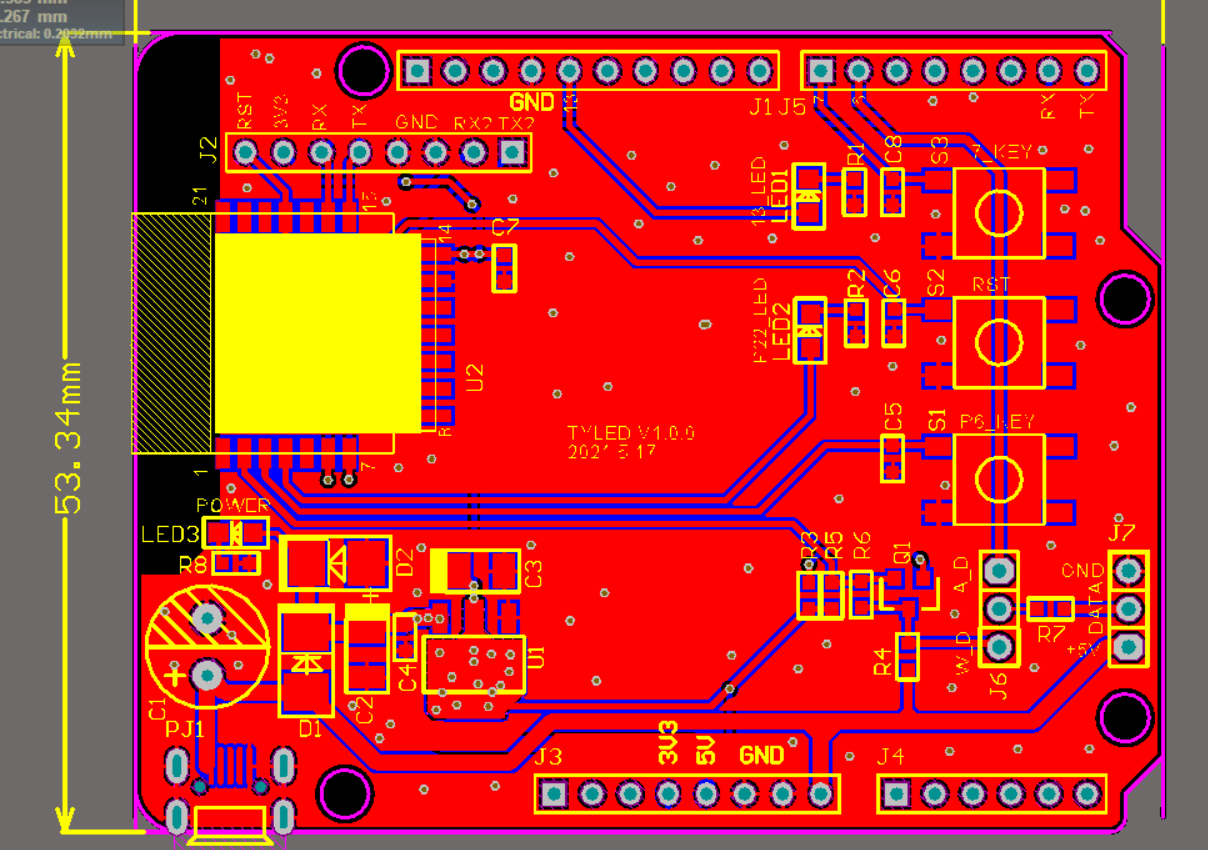 .267 mm
ctrical: 0.2032mm
53.34mm
RST
3V3
RX
TX
GND
RX2
TX2
J2
GND
13
J1
J5
7
RX
TX
21
15
14
C7
13_LED
LED1
R1
C8
S3
7_KEY
P22_LED
LED2
R2
C6
S2
RST
U2
TYLED V1.0.0
2021 5 17
C5
S1
P6_KEY
1
7
POWER
LED3
R8
D2
C3
C1
PJ1
D1
C2
C4
U1
R3
R5
R6
Q1
A_D
W_D
J6
R4
R7
J7
GND
DATA
+5V
J3
3V3
5V
GND
J4